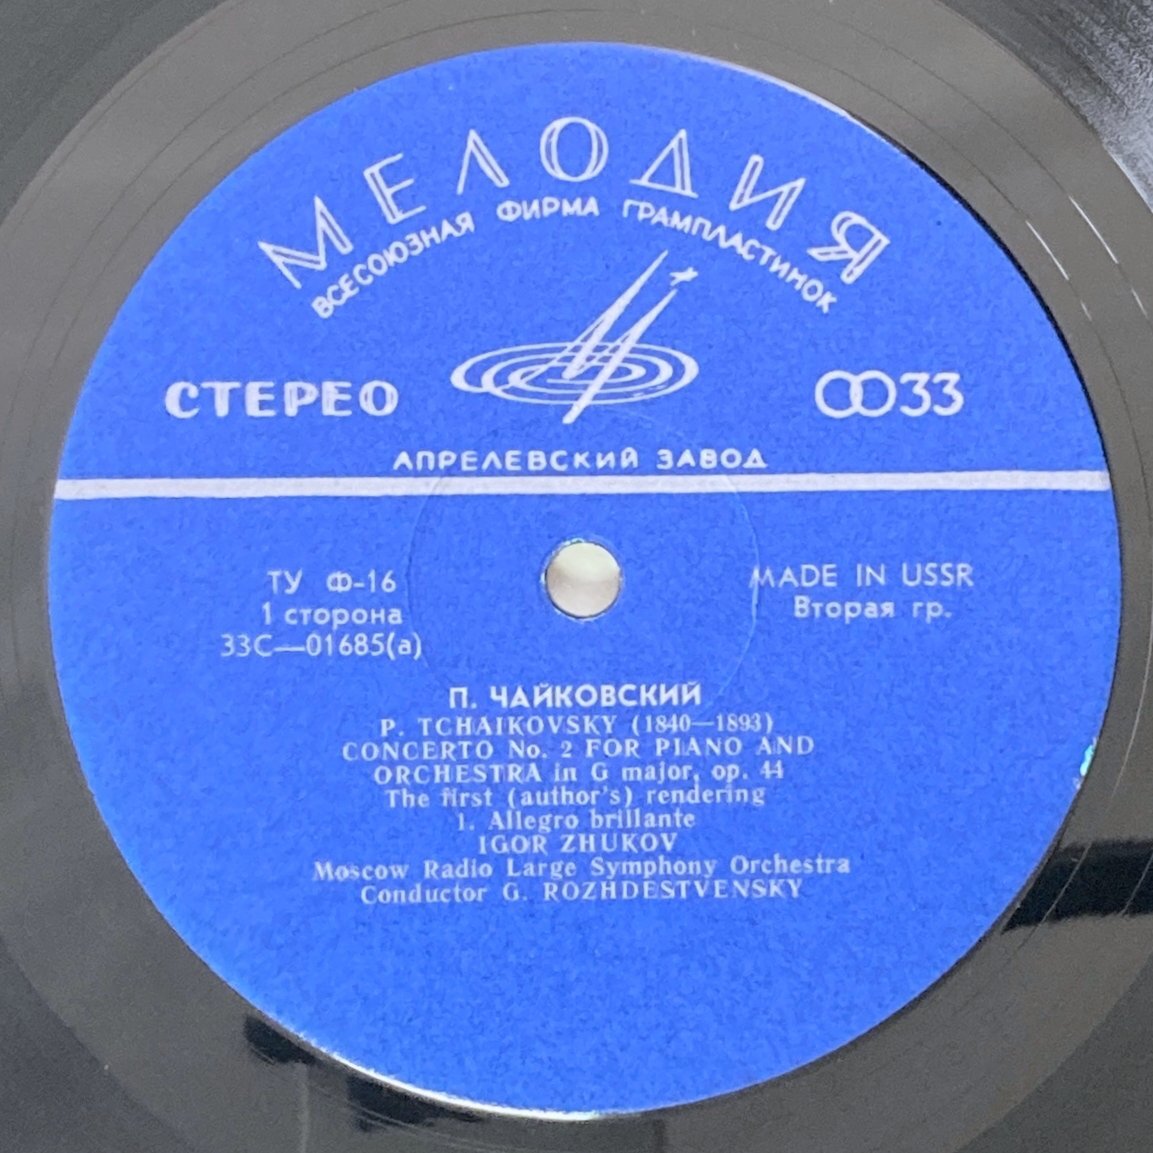 МЕЛОДИЯ
ВСЕСОЮЗНАЯ ФИРМА ГРАМПЛАСТИНОК
СТЕРЕО
33
АПРЕЛЕВСКИЙ ЗАВОД
ТУ Ф-16
1 сторона
33С—01685(а)
MADE IN USSR
Вторая гр.
П. ЧАЙКОВСКИЙ
P. TCHAIKOVSKY (1840—1893)
CONCERTO No. 2 FOR PIANO AND
ORCHESTRA in G major, op. 44
The first (author's) rendering
1. Allegro brillante
IGOR ZHUKOV
Moscow Radio Large Symphony Orchestra
Conductor G. ROZHDESTVENSKY